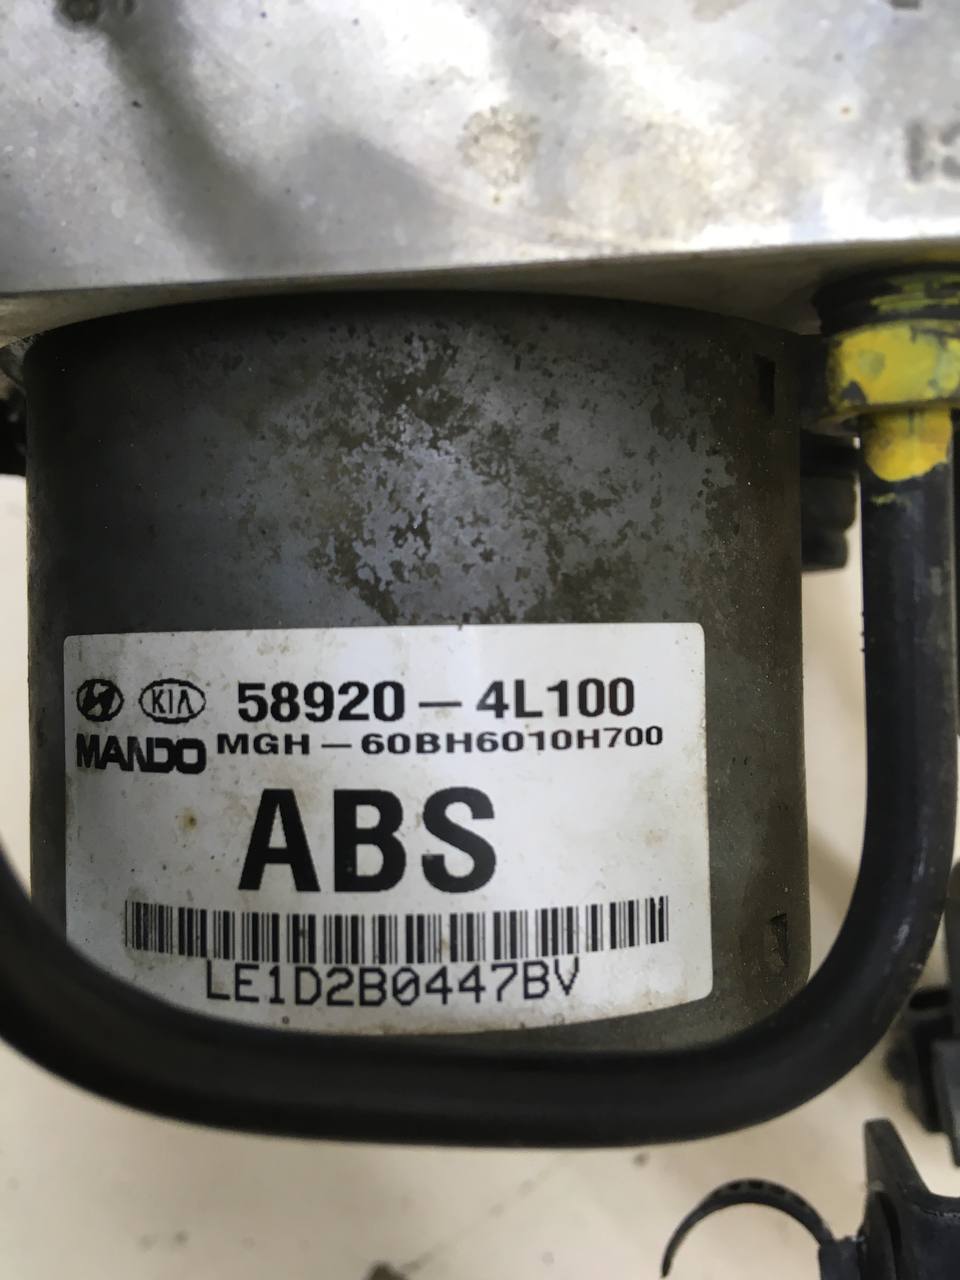 KIA 58920-4L100
MANDO MGH-60BH6010H700
ABS
LE1D2B0447BV